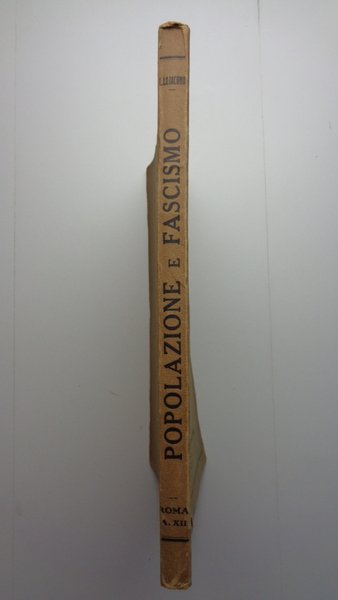 POPOLAZIONE E FASCISMO
ROMA
A. XII